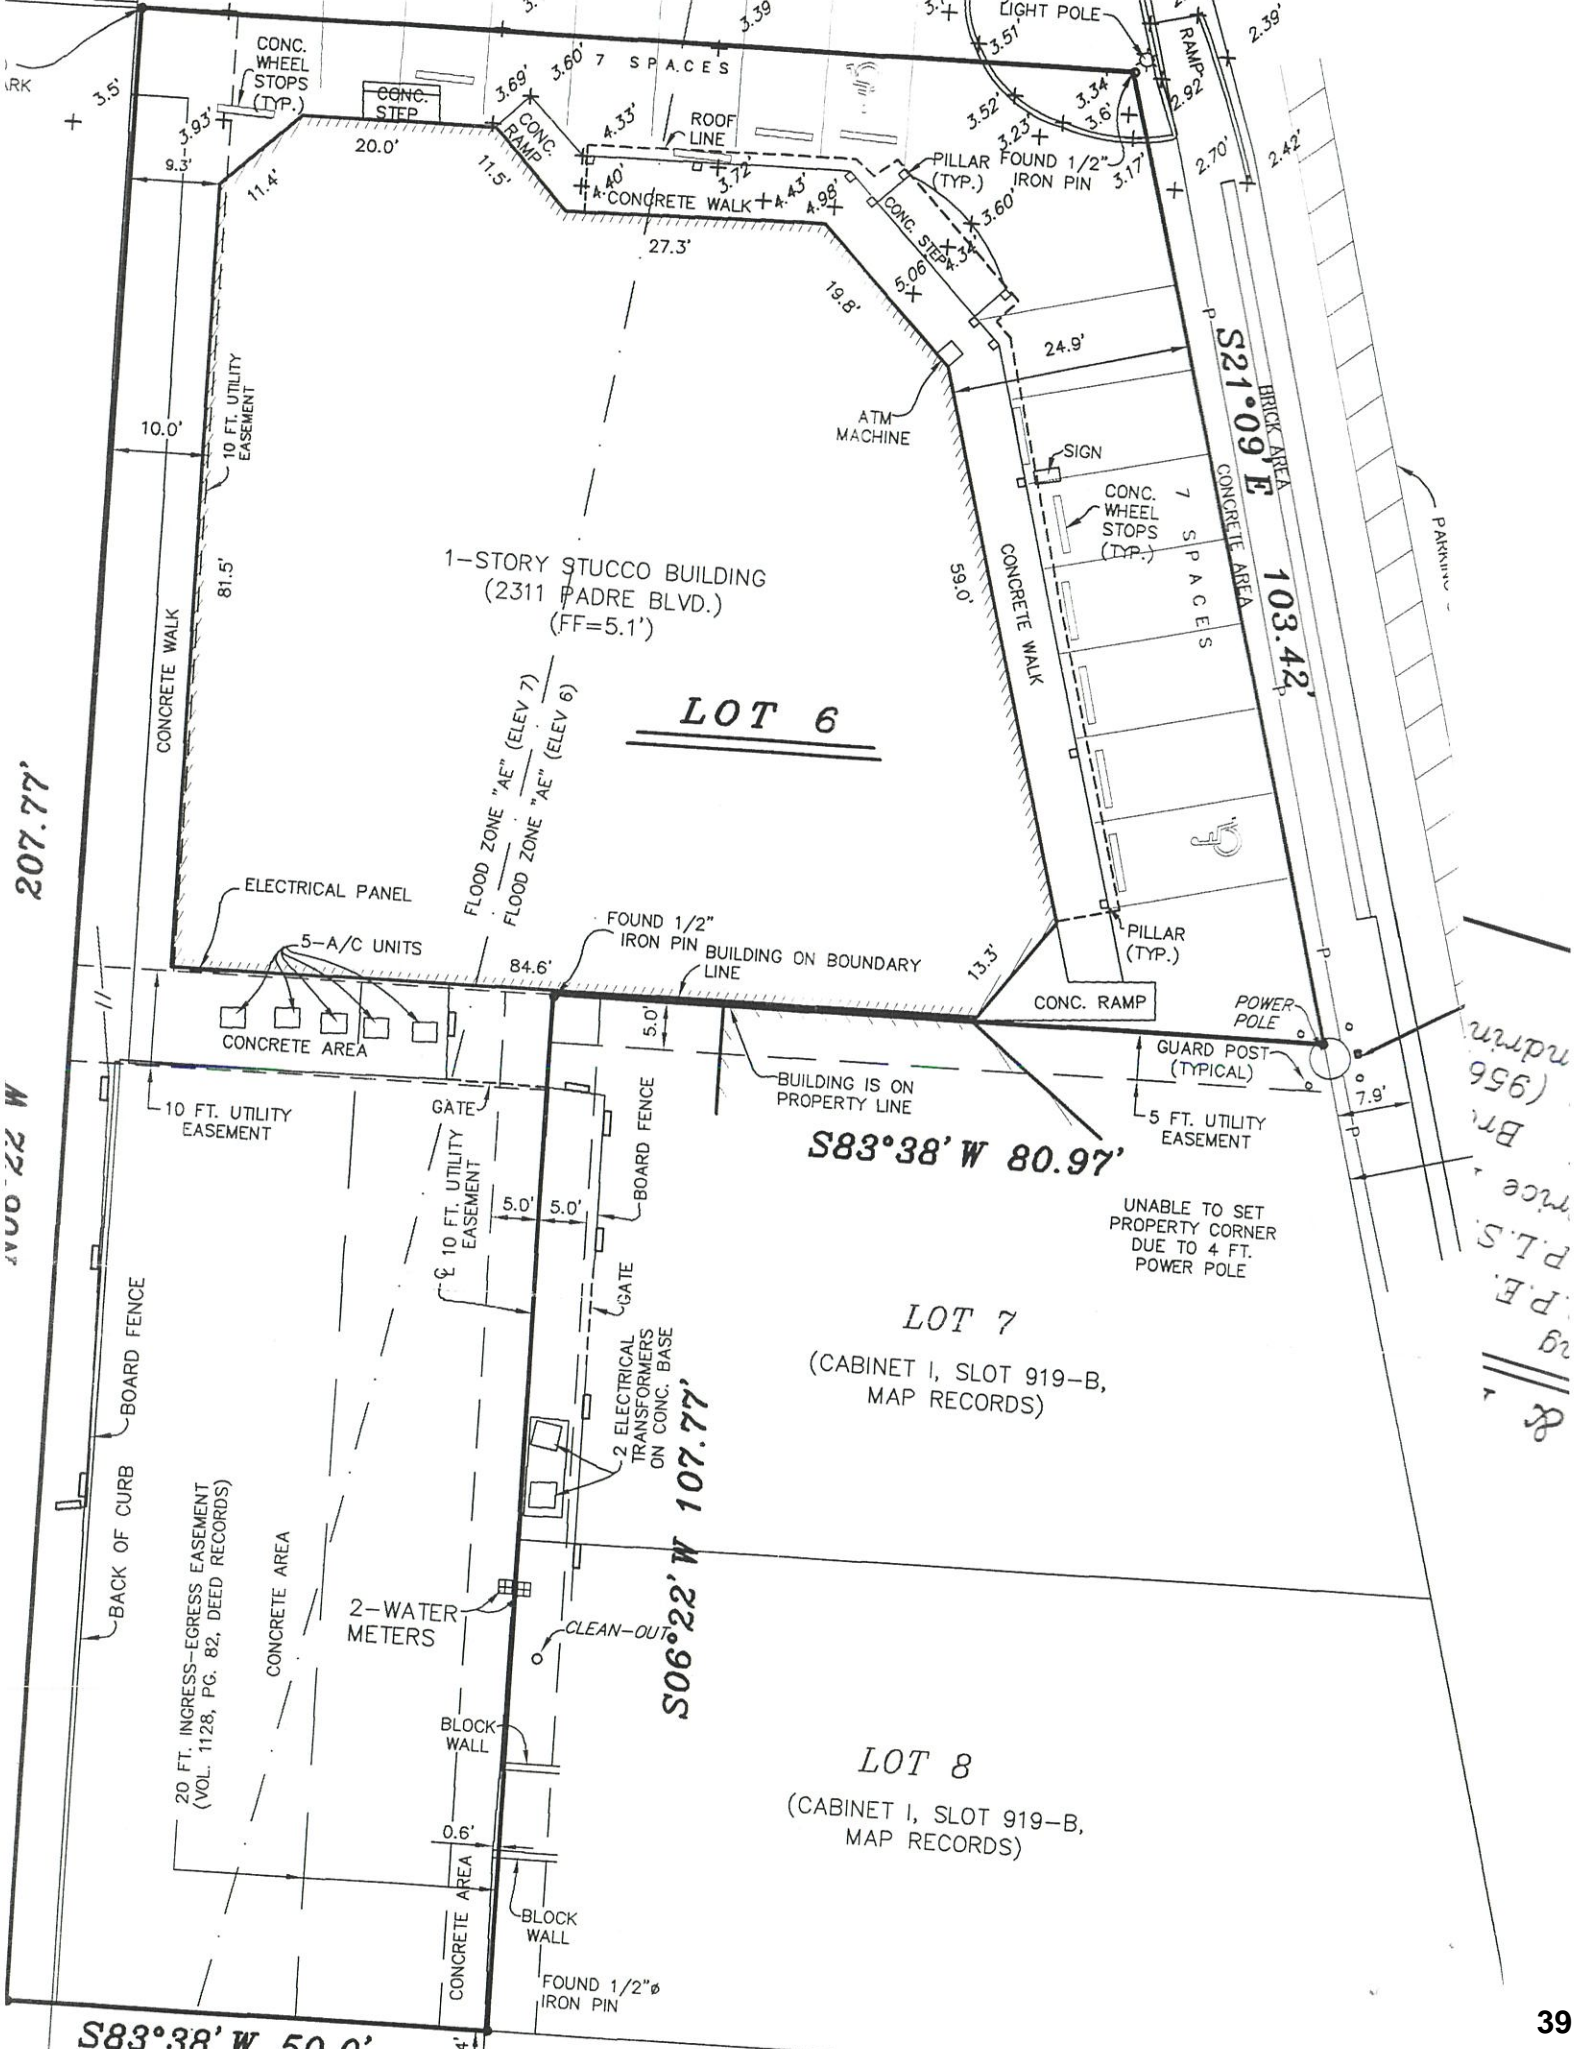 3.39
3.51'
LIGHT POLE
RAMP
2.39'
ARK
3.5'
3.93'
CONC.
WHEEL
STOPS
(TYP.)
CONC.
STEP
3.69'
3.60'
7 SPACES
CONC.
RAMP
4.33'
ROOF
LINE
3.52'
3.23'
3.34'
3.6'
2.92'
2.70'
2.42'
3.17'
9.3'
11.4'
20.0'
11.5'
4.40'
3.72'
CONCRETE WALK
4.43'
4.98'
PILLAR
(TYP.)
FOUND 1/2"
IRON PIN
3.60'
CONC. STEP
4.34'
5.06'
27.3'
19.8'
24.9'
10.0'
10 FT. UTILITY
EASEMENT
ATM
MACHINE
SIGN
CONC.
WHEEL
STOPS
(TYP.)
7 SPACES
P
S21°09'E 103.42'
BRICK AREA
CONCRETE AREA
P
81.5'
CONCRETE WALK
1-STORY STUCCO BUILDING
(2311 PADRE BLVD.)
(FF=5.1')
59.0'
CONCRETE WALK
LOT 6
FLOOD ZONE "AE" (ELEV 7)
FLOOD ZONE "AE" (ELEV 6)
207.77'
ELECTRICAL PANEL
5-A/C UNITS
84.6'
FOUND 1/2"
IRON PIN
BUILDING ON BOUNDARY
LINE
13.3'
PILLAR
(TYP.)
P
CONC. RAMP
POWER
POLE
CONCRETE AREA
5.0'
GUARD POST
(TYPICAL)
7.9'
P
10 FT. UTILITY
EASEMENT
GATE
BUILDING IS ON
PROPERTY LINE
5 FT. UTILITY
EASEMENT
(956
S83°38'W 80.97'
BOARD FENCE
℄ 10 FT. UTILITY
EASEMENT
5.0'
5.0'
UNABLE TO SET
PROPERTY CORNER
DUE TO 4 FT.
POWER POLE
P.L.S.
P.E.
&
BOARD FENCE
GATE
2 ELECTRICAL
TRANSFORMERS
ON CONC. BASE
LOT 7
(CABINET I, SLOT 919-B,
MAP RECORDS)
BACK OF CURB
20 FT. INGRESS-EGRESS EASEMENT
(VOL. 1128, PG. 82, DEED RECORDS)
CONCRETE AREA
2-WATER
METERS
CLEAN-OUT
S06°22'W 107.77'
BLOCK
WALL
LOT 8
(CABINET I, SLOT 919-B,
MAP RECORDS)
0.6'
CONCRETE AREA
BLOCK
WALL
FOUND 1/2"ø
IRON PIN
S83°38'W 50.0'
39